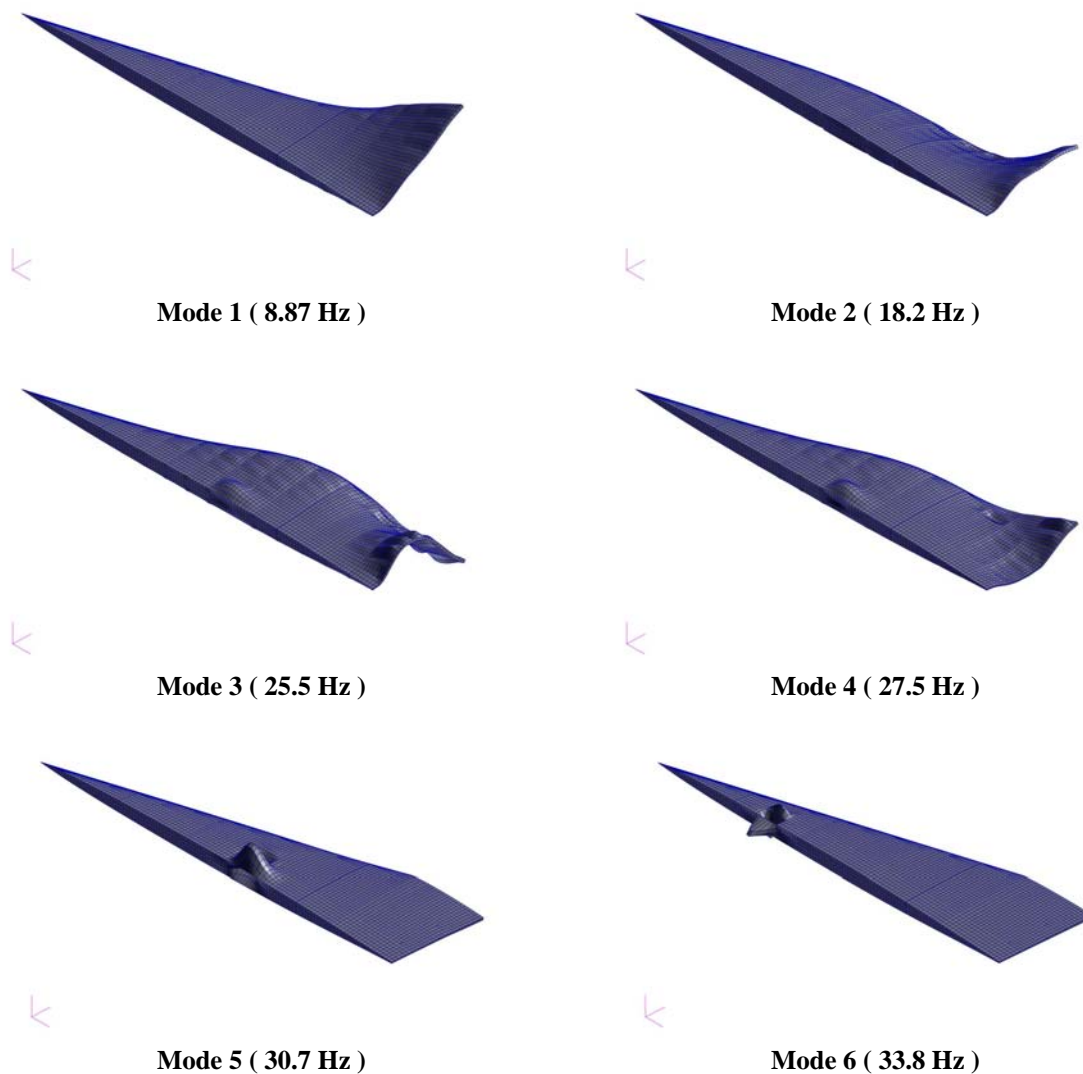 Mode 1 ( 8.87 Hz )
Mode 2 ( 18.2 Hz )
Mode 3 ( 25.5 Hz )
Mode 4 ( 27.5 Hz )
Mode 5 ( 30.7 Hz )
Mode 6 ( 33.8 Hz )